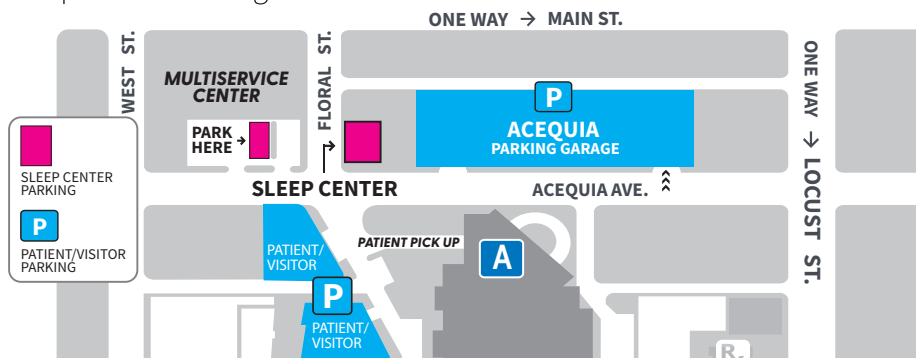 ONE WAY → MAIN ST.
WEST ST.
FLORAL ST.
ONE WAY → LOCUST ST.
MULTISERVICE
CENTER
PARK
HERE →
P
ACEQUIA
PARKING GARAGE
SLEEP CENTER
ACEQUIA AVE.
SLEEP CENTER
PARKING
P
PATIENT/VISITOR
PARKING
PATIENT/
VISITOR
PATIENT PICK UP
A
P
PATIENT/
VISITOR
R.